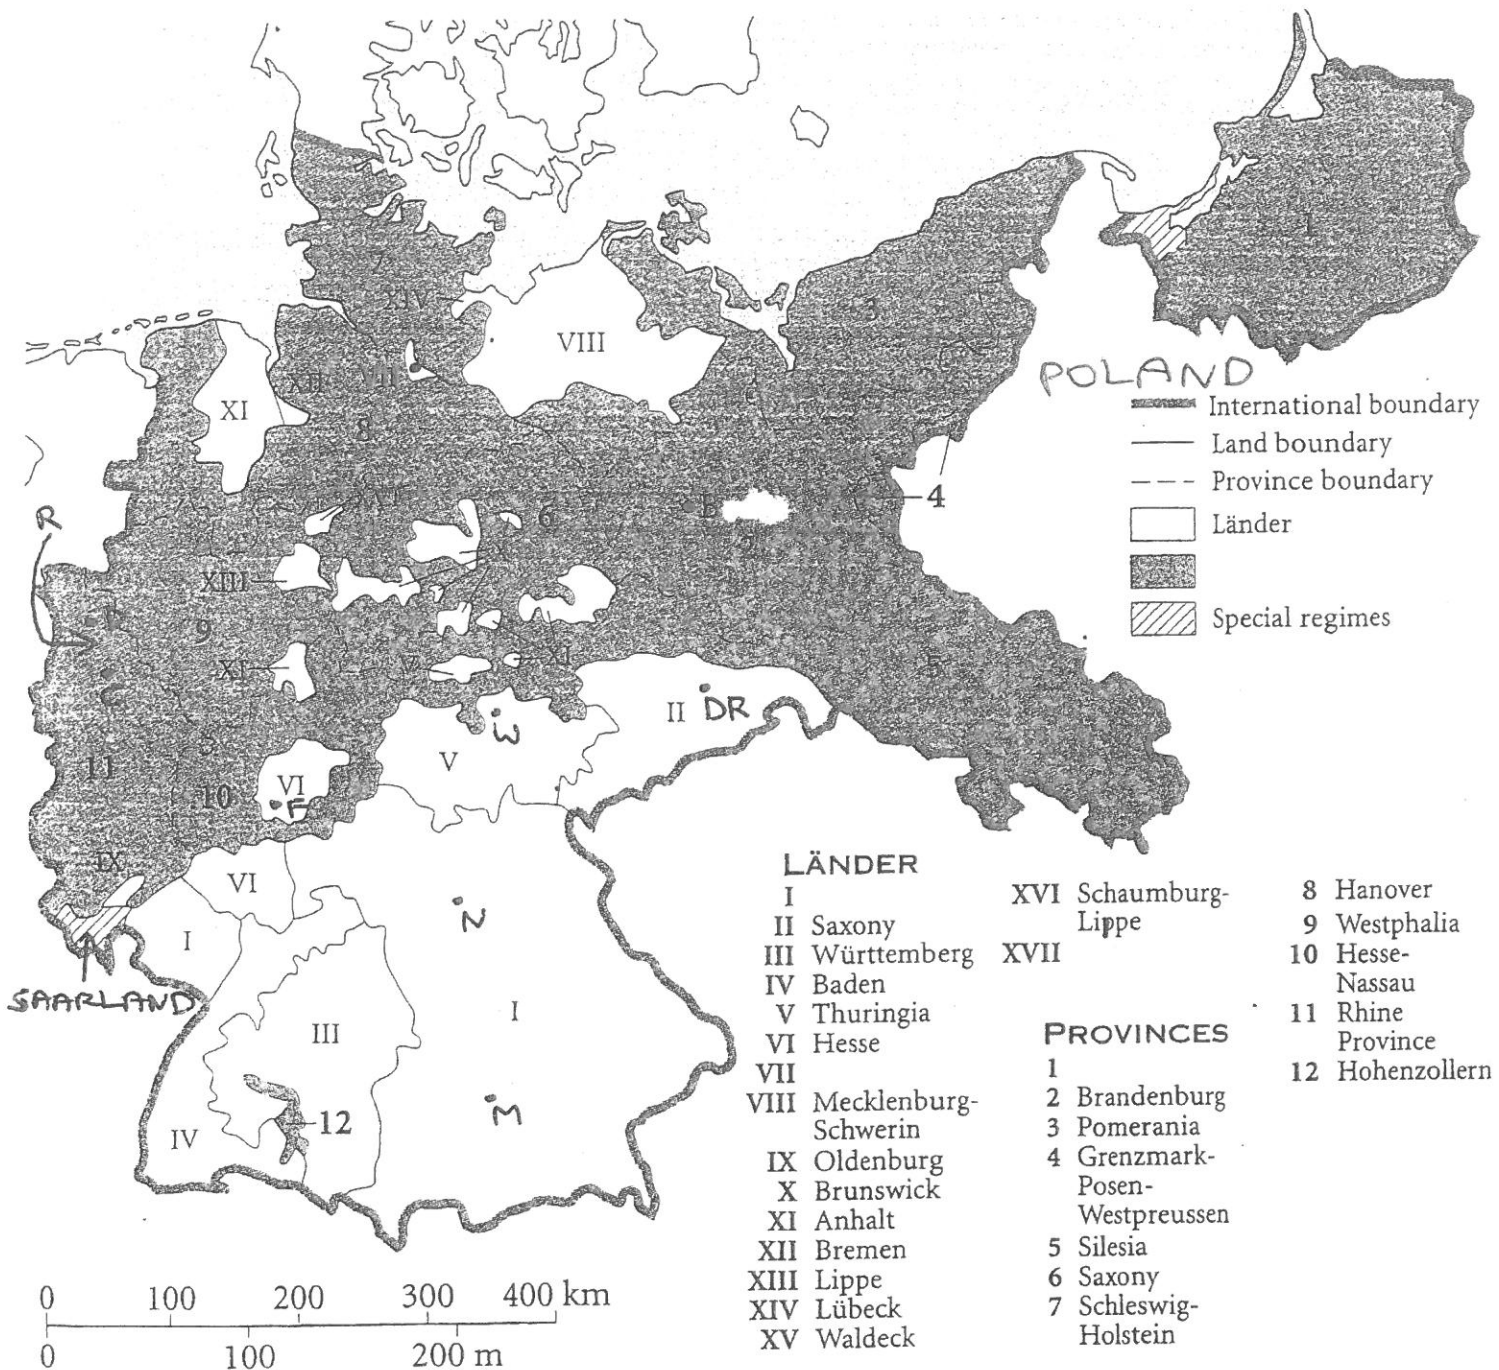 1
7
XIV
3
VIII
POLAND
International boundary
VII
XII
XI
Land boundary
8
Province boundary
R
XVI
6
4
B
Länder
X
2
XIII
9
Special regimes
XI
V
XI
5
C
II
DR
W
V
11
10
VI
F
IX
VI
N
I
SAARLAND
I
III
M
12
IV
LÄNDER
I
II Saxony
III Württemberg
IV Baden
V Thuringia
VI Hesse
VII
VIII Mecklenburg-
Schwerin
IX Oldenburg
X Brunswick
XI Anhalt
XII Bremen
XIII Lippe
XIV Lübeck
XV Waldeck
XVI Schaumburg-
Lippe
XVII
PROVINCES
1
2 Brandenburg
3 Pomerania
4 Grenzmark-
Posen-
Westpreussen
5 Silesia
6 Saxony
7 Schleswig-
Holstein
8 Hanover
9 Westphalia
10 Hesse-
Nassau
11 Rhine
Province
12 Hohenzollern
0 100 200 300 400 km
0 100 200 m